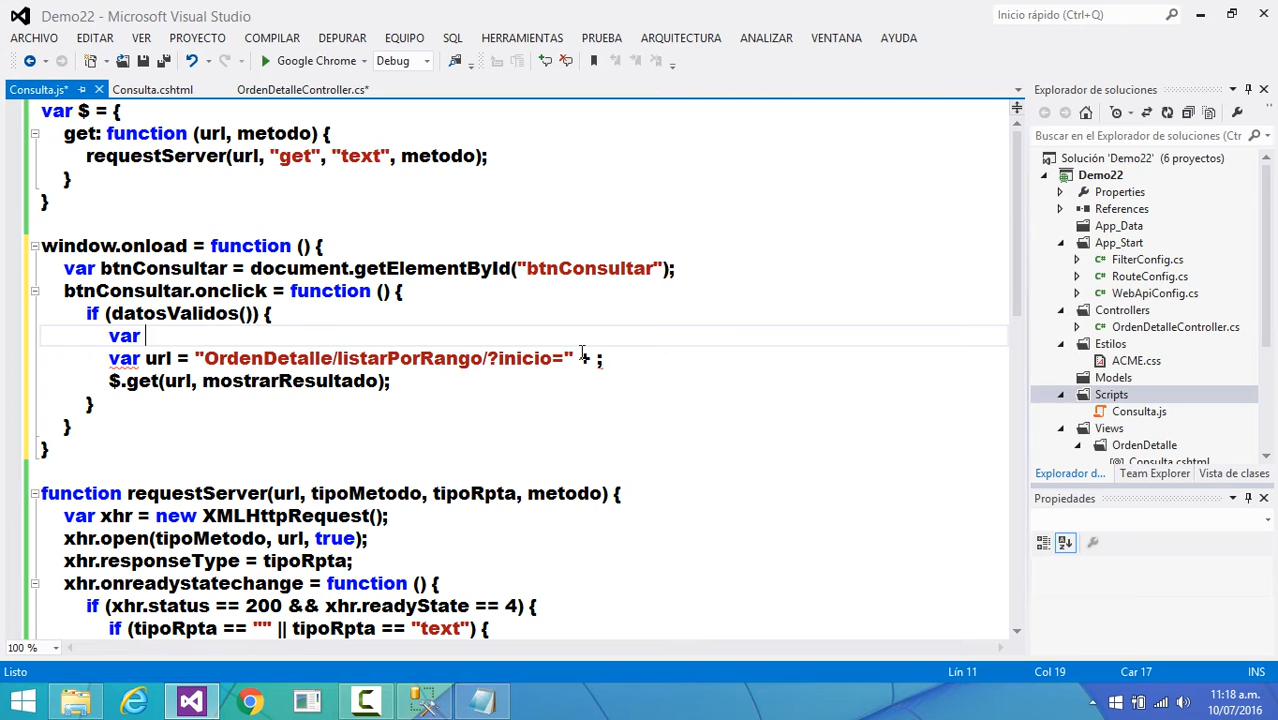 Demo22 - Microsoft Visual Studio
Inicio rápido (Ctrl+Q)
ARCHIVO EDITAR VER PROYECTO COMPILAR DEPURAR EQUIPO SQL HERRAMIENTAS PRUEBA ARQUITECTURA ANALIZAR VENTANA AYUDA
Google Chrome Debug
Consulta.js* Consulta.cshtml OrdenDetalleController.cs*
Explorador de soluciones
var $ = {
get: function (url, metodo) {
requestServer(url, "get", "text", metodo);
}
}
window.onload = function () {
var btnConsultar = document.getElementById("btnConsultar");
btnConsultar.onclick = function () {
if (datosValidos()) {
var
var url = "OrdenDetalle/listarPorRango/?inicio=" + ;
$.get(url, mostrarResultado);
}
}
}
function requestServer(url, tipoMetodo, tipoRpta, metodo) {
var xhr = new XMLHttpRequest();
xhr.open(tipoMetodo, url, true);
xhr.responseType = tipoRpta;
xhr.onreadystatechange = function () {
if (xhr.status == 200 && xhr.readyState == 4) {
if (tipoRpta == "" || tipoRpta == "text") {
100 %
Buscar en el Explorador de soluciones (Ctr
Solución 'Demo22' (6 proyectos)
Demo22
Properties
References
App_Data
App_Start
FilterConfig.cs
RouteConfig.cs
WebApiConfig.cs
Controllers
OrdenDetalleController.cs
Estilos
ACME.css
Models
Scripts
Consulta.js
Views
OrdenDetalle
Consulta.cshtml
Explorador d... Team Explorer Vista de clases
Propiedades
Listo Lín 11 Col 19 Car 17 INS
11:18 a.m.
10/07/2016